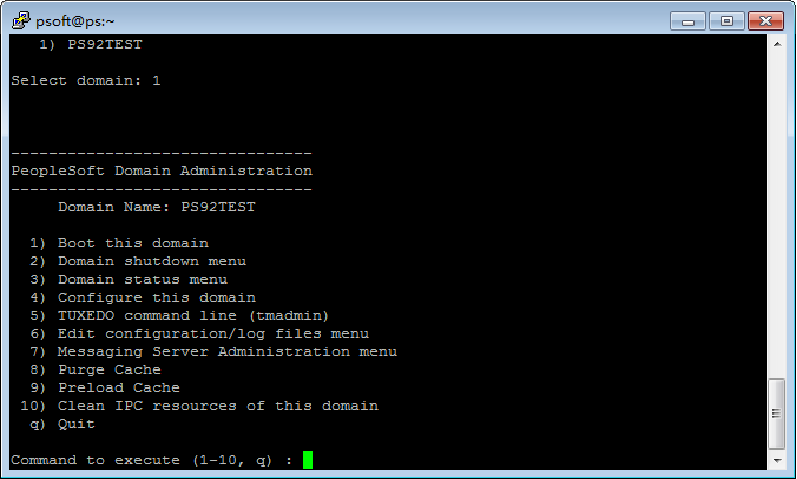 psoft@ps:~
1) PS92TEST
Select domain: 1
--------------------------------
PeopleSoft Domain Administration
--------------------------------
Domain Name: PS92TEST
1) Boot this domain
2) Domain shutdown menu
3) Domain status menu
4) Configure this domain
5) TUXEDO command line (tmadmin)
6) Edit configuration/log files menu
7) Messaging Server Administration menu
8) Purge Cache
9) Preload Cache
10) Clean IPC resources of this domain
q) Quit
Command to execute (1-10, q) :